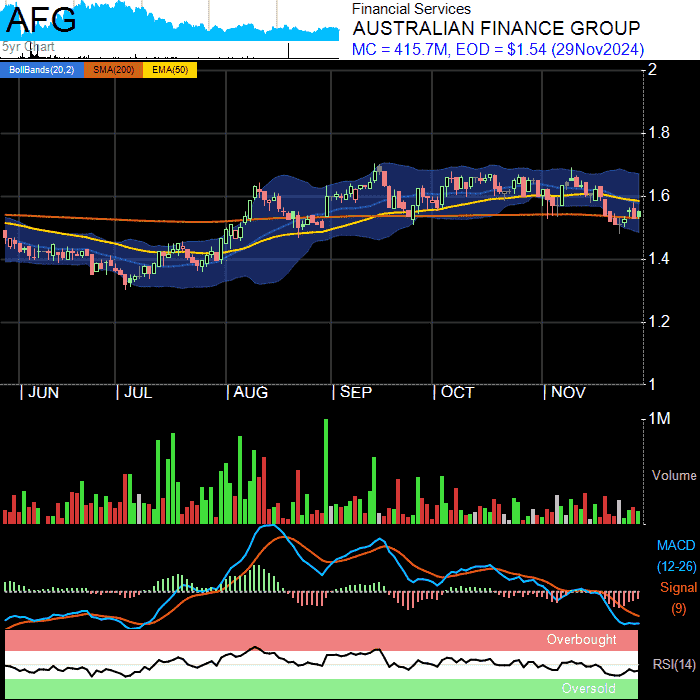 AFG
5yr Chart
Financial Services
AUSTRALIAN FINANCE GROUP
MC = 415.7M, EOD = $1.54 (29Nov2024)
BollBands(20,2) SMA(200) EMA(50)
2
1.8
1.6
1.4
1.2
1
| JUN | JUL | AUG | SEP | OCT | NOV
1M
Volume
MACD
(12-26)
Signal
(9)
Overbought
RSI(14)
Oversold